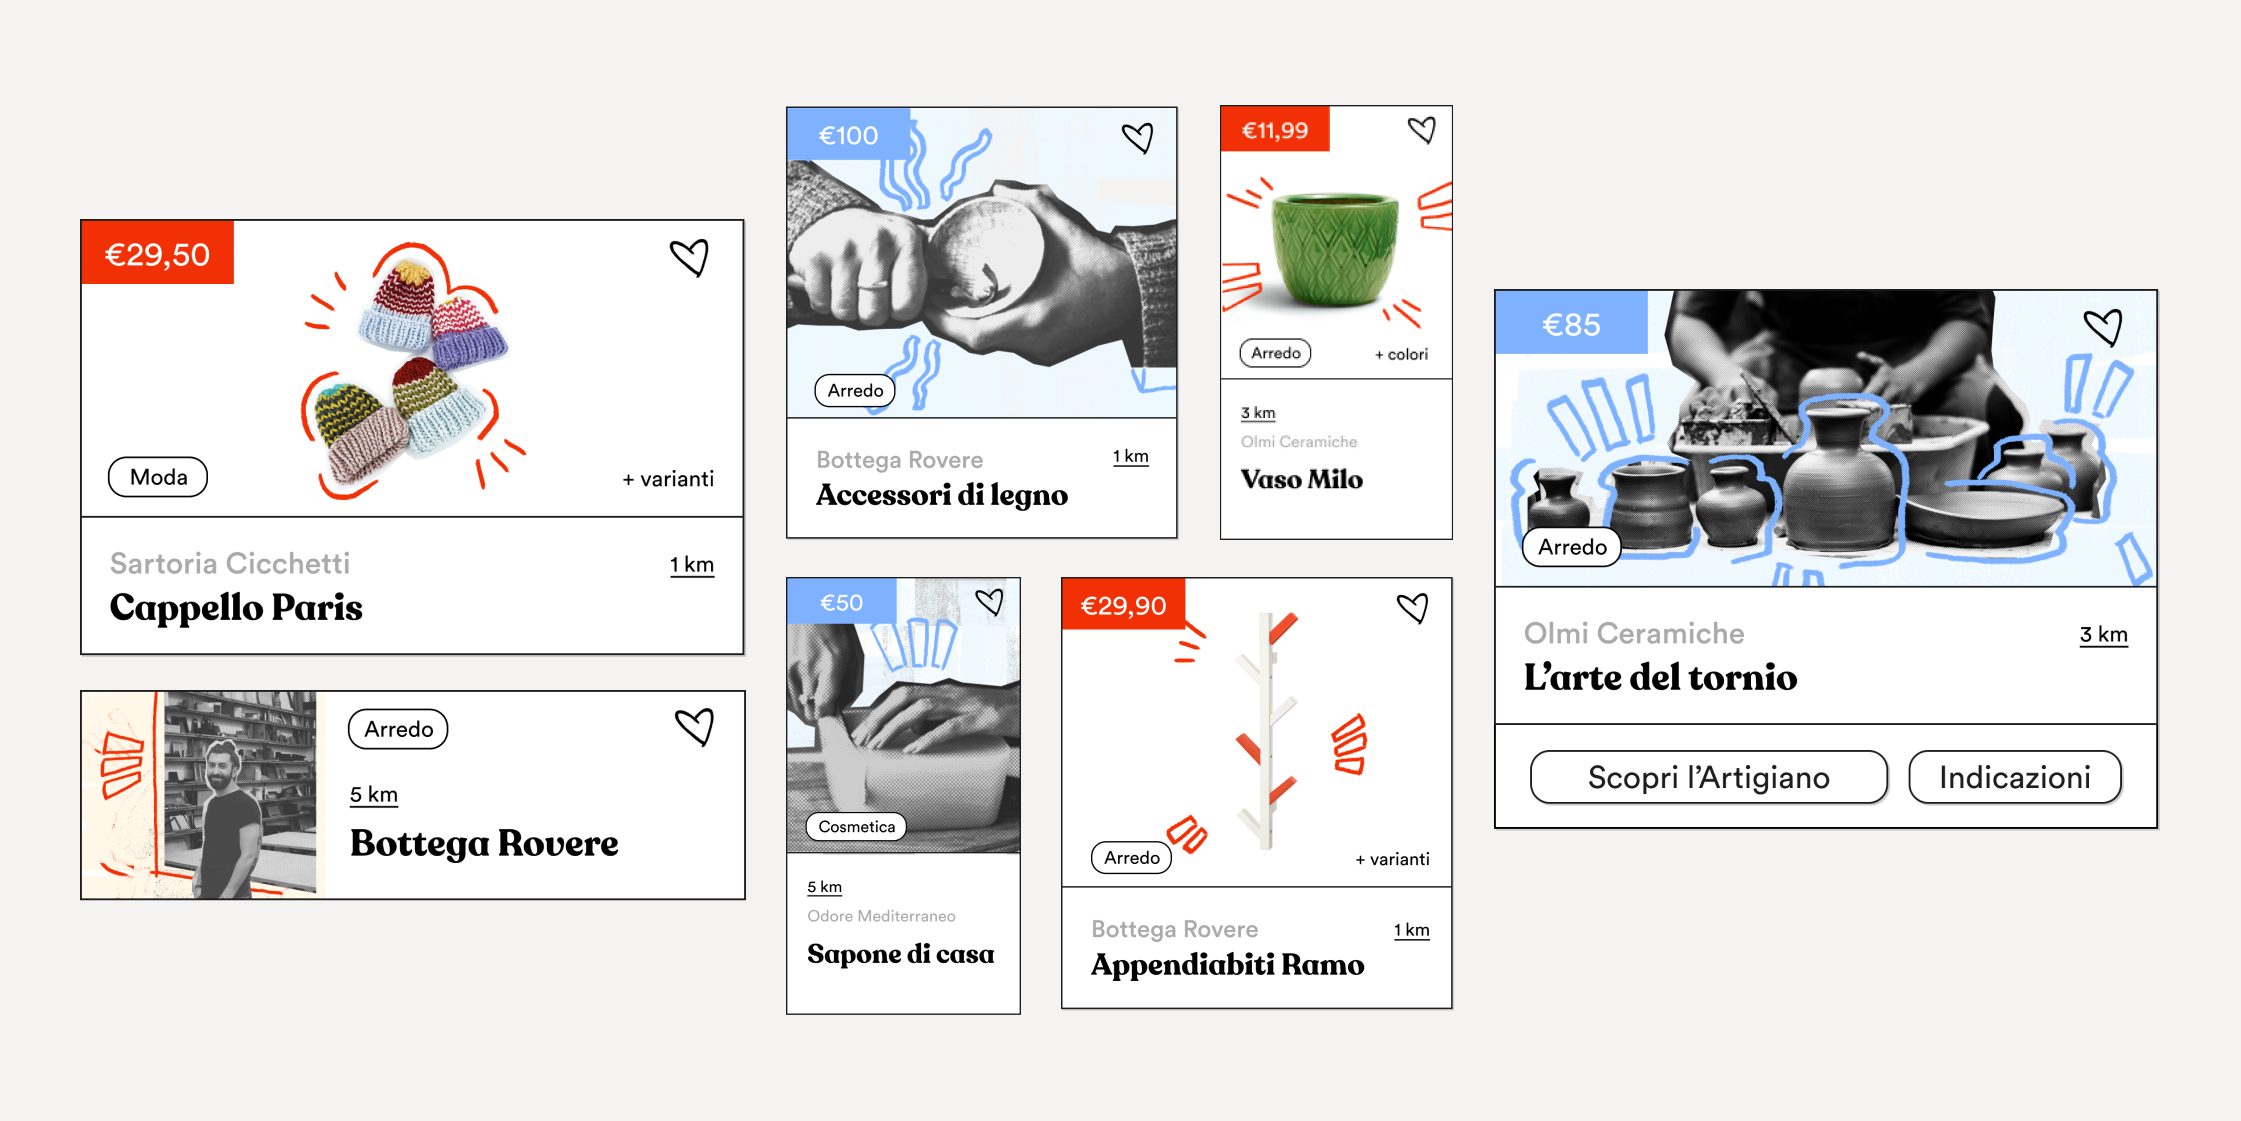 €29,50
Moda
+ varianti
Sartoria Cicchetti
1 km
Cappello Paris
Arredo
5 km
Bottega Rovere
€100
Arredo
Bottega Rovere
1 km
Accessori di legno
€11,99
Arredo
+ colori
3 km
Olmi Ceramiche
Vaso Milo
€50
Cosmetica
5 km
Odore Mediterraneo
Sapone di casa
€29,90
Arredo
+ varianti
Bottega Rovere
1 km
Appendiabiti Ramo
€85
Arredo
Olmi Ceramiche
3 km
L’arte del tornio
Scopri l’Artigiano
Indicazioni